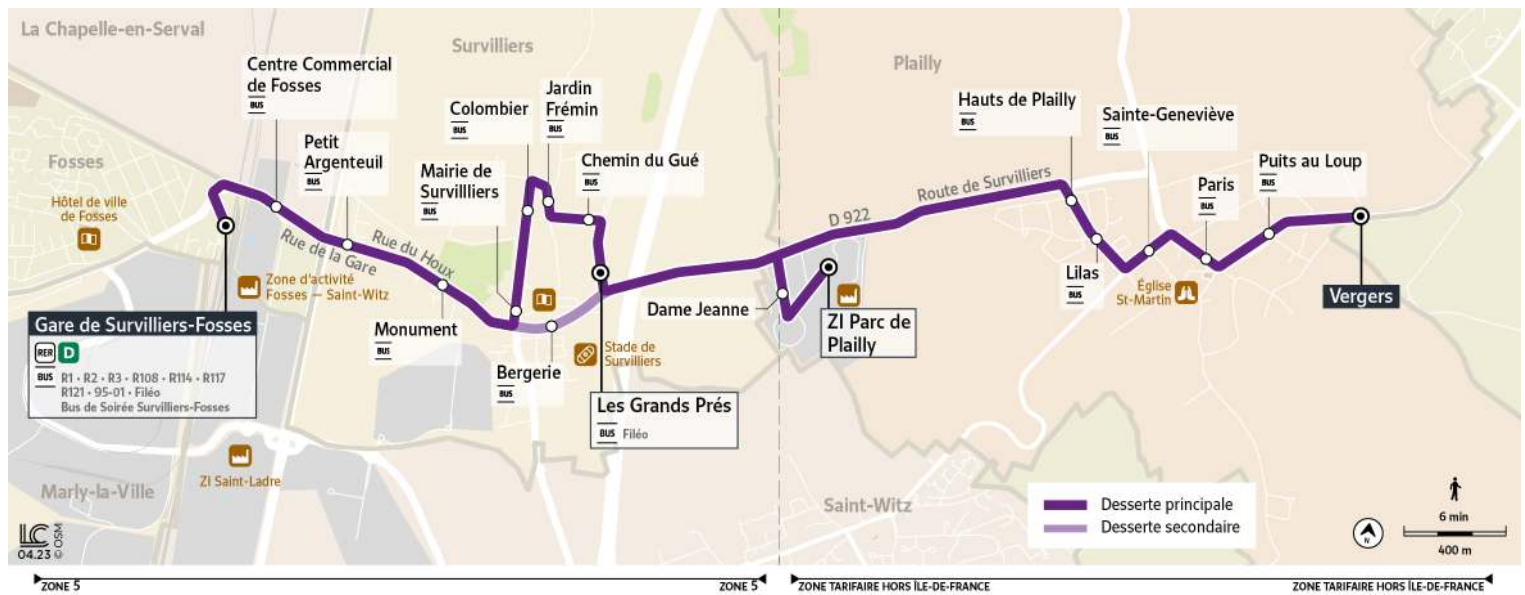 La Chapelle-en-Serval
Survilliers
Plailly
Centre Commercial
de Fosses
BUS
Colombier
BUS
Jardin
Frémin
BUS
Hauts de Plailly
BUS
Sainte-Geneviève
BUS
Petit
Argenteuil
BUS
Mairie de
Survillliers
BUS
Chemin du Gué
BUS
Puits au Loup
BUS
Paris
BUS
Fosses
Hôtel de ville
de Fosses
Route de Survilliers
D 922
Rue de la Gare
Rue du Houx
Zone d'activité
Fosses — Saint-Witz
Lilas
BUS
Église
St-Martin
Vergers
Dame Jeanne
ZI Parc de
Plailly
Gare de Survilliers-Fosses
RER D
BUS R1 • R2 • R3 • R108 • R114 • R117
R121 • 95-01 • Filéo
Bus de Soirée Survilliers-Fosses
Monument
BUS
Bergerie
BUS
Stade de
Survilliers
Les Grands Prés
BUS Filéo
ZI Saint-Ladre
Marly-la-Ville
Saint-Witz
Desserte principale
Desserte secondaire
N
6 min
400 m
LC
04.23 © OSM
ZONE 5
ZONE 5
ZONE TARIFAIRE HORS ÎLE-DE-FRANCE
ZONE TARIFAIRE HORS ÎLE-DE-FRANCE